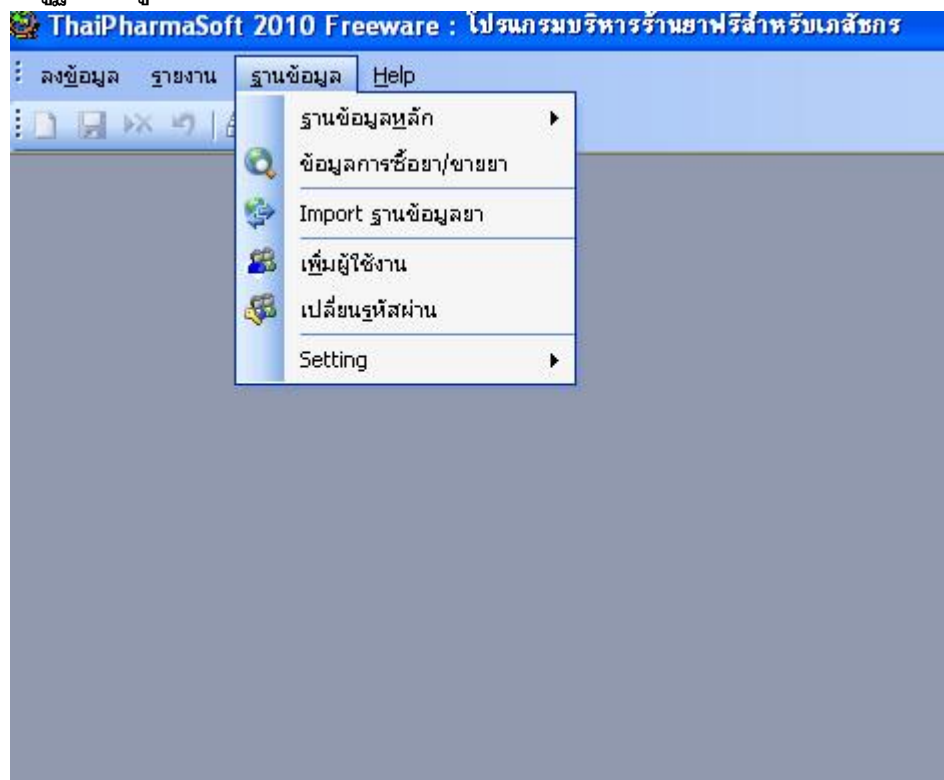 ThaiPharmaSoft 2010 Freeware : โปรแกรมบริหารร้านยาฟรีสำหรับเภสัชกร
ลงข้อมูล รายงาน ฐานข้อมูล Help
ฐานข้อมูลหลัก
ข้อมูลการซื้อยา/ขายยา
Import ฐานข้อมูลยา
เพิ่มผู้ใช้งาน
เปลี่ยนรหัสผ่าน
Setting